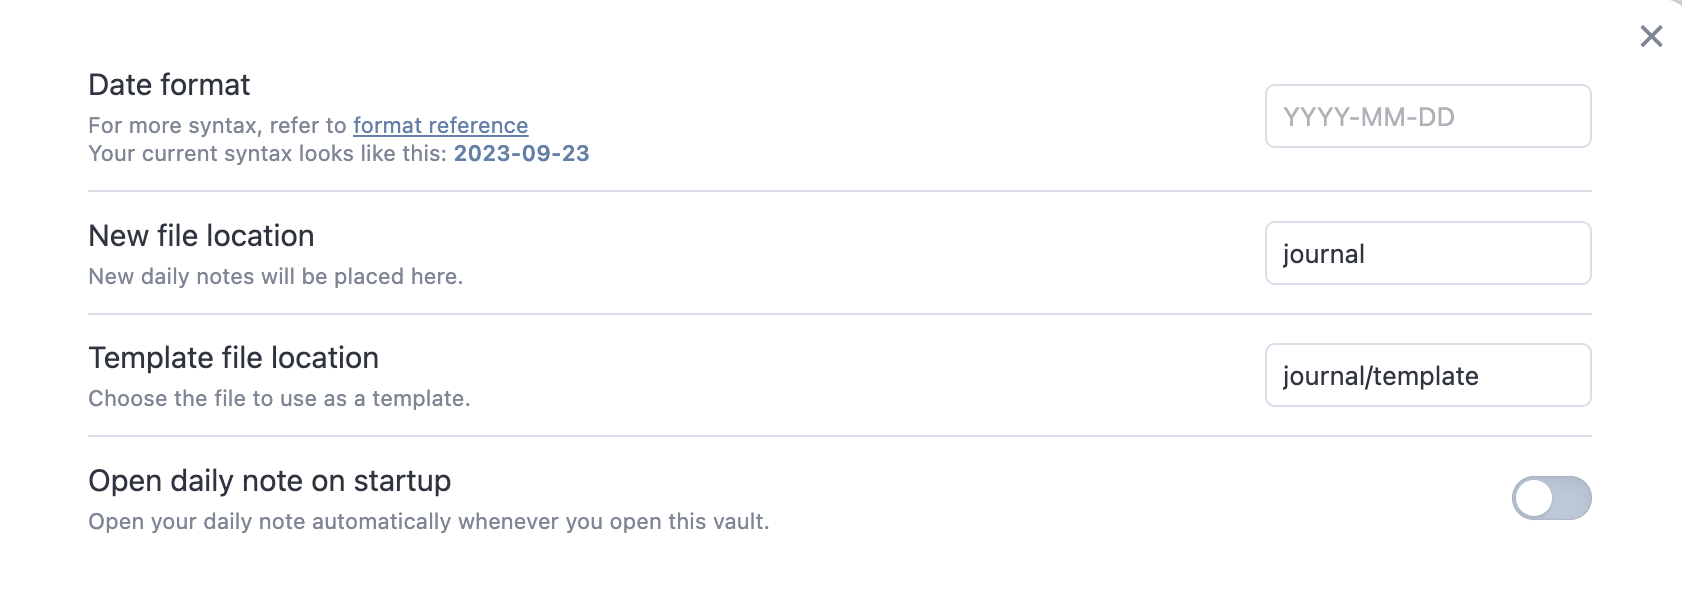 Date format
For more syntax, refer to format reference
Your current syntax looks like this: 2023-09-23
YYYY-MM-DD
New file location
New daily notes will be placed here.
journal
Template file location
Choose the file to use as a template.
journal/template
Open daily note on startup
Open your daily note automatically whenever you open this vault.